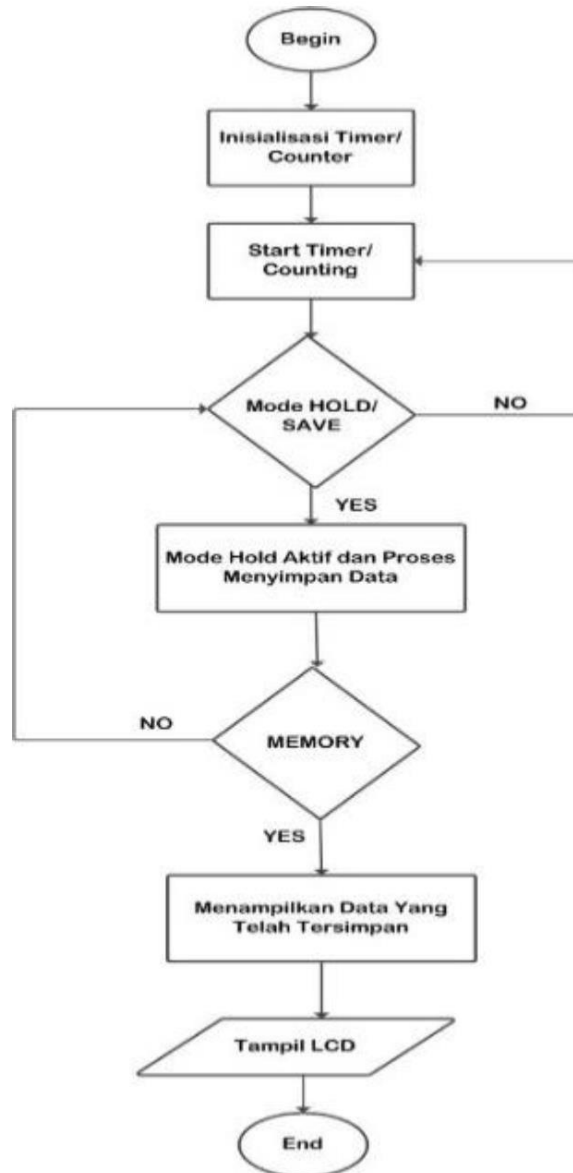 Begin
Inisialisasi Timer/
Counter
Start Timer/
Counting
Mode HOLD/
SAVE
NO
YES
Mode Hold Aktif dan Proses
Menyimpan Data
NO
MEMORY
YES
Menampilkan Data Yang
Telah Tersimpan
Tampil LCD
End